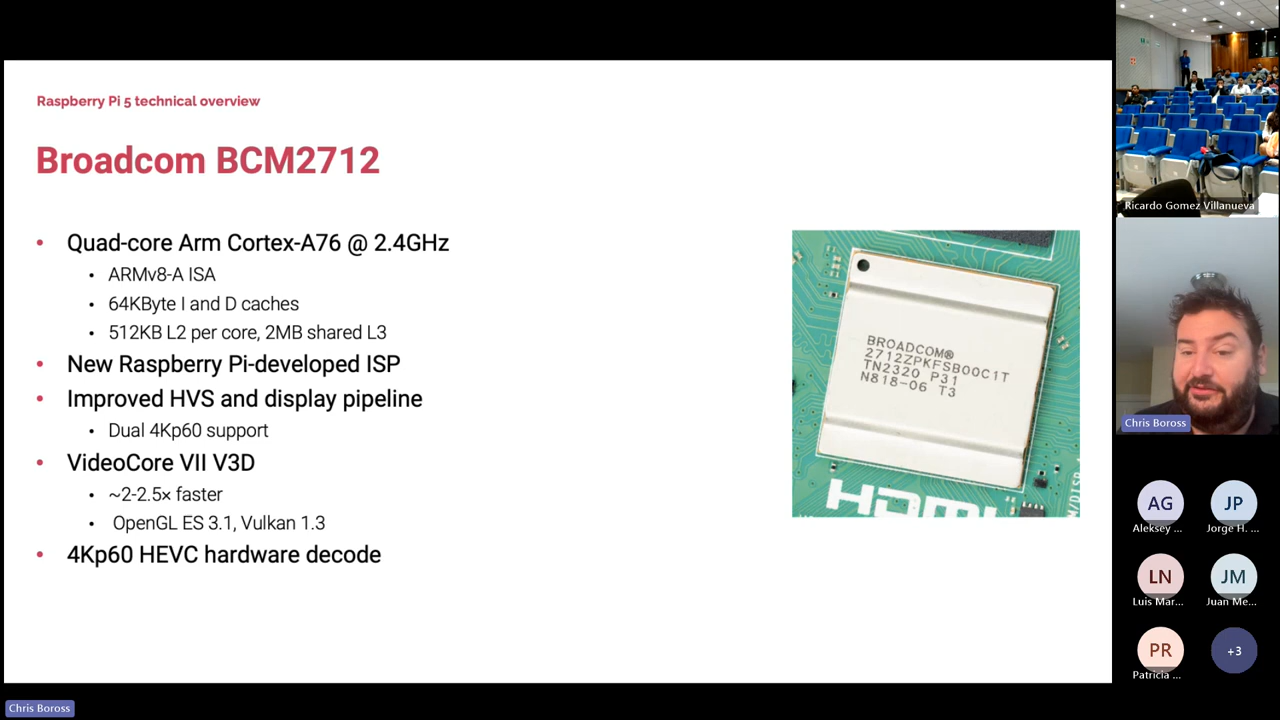 Raspberry Pi 5 technical overview
Broadcom BCM2712
• Quad-core Arm Cortex-A76 @ 2.4GHz
• ARMv8-A ISA
• 64KByte I and D caches
• 512KB L2 per core, 2MB shared L3
• New Raspberry Pi-developed ISP
• Improved HVS and display pipeline
• Dual 4Kp60 support
• VideoCore VII V3D
• ~2-2.5× faster
• OpenGL ES 3.1, Vulkan 1.3
• 4Kp60 HEVC hardware decode
BROADCOM®
2712ZPKFSB00C1T
TN2320 P31
N818-06 T3
HDMI
Ricardo Gomez Villanueva
Chris Boross
AG
Aleksey ...
JP
Jorge H. ...
LN
Luis Mar...
JM
Juan Me...
PR
Patricia ...
+3
Chris Boross